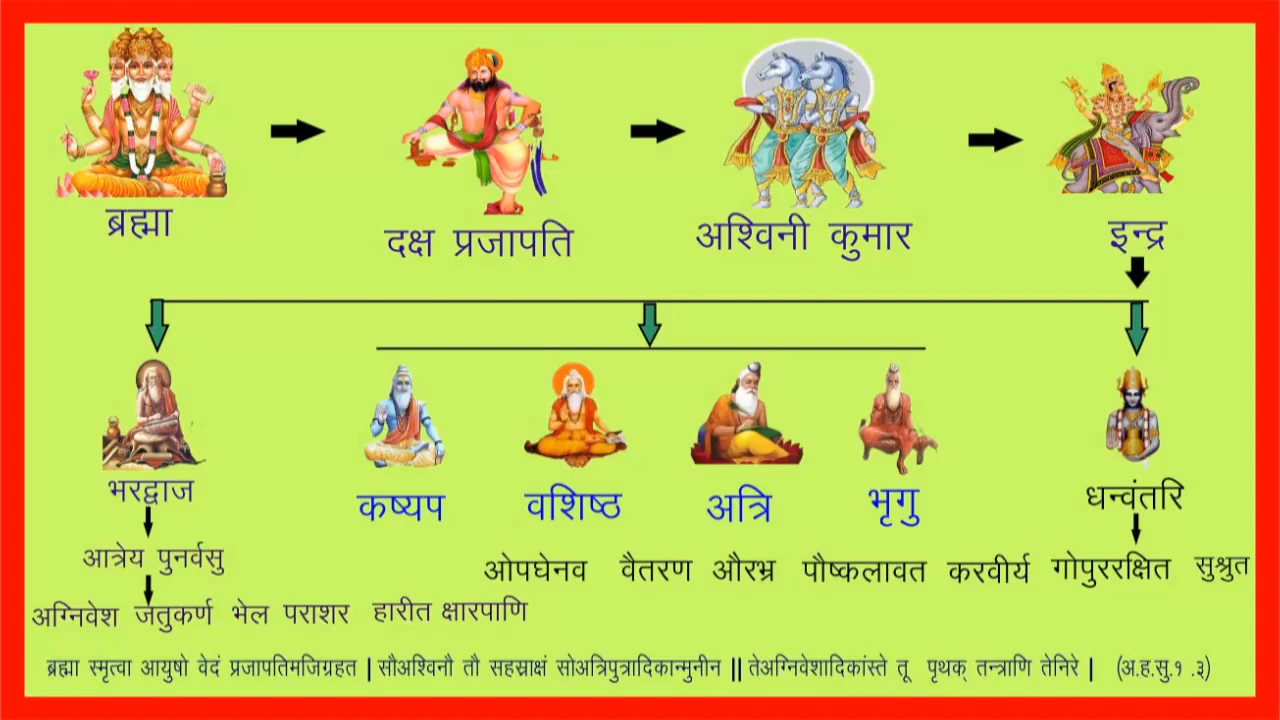 ब्रह्मा
दक्ष प्रजापति
अश्विनी कुमार
इन्द्र
भरद्वाज
कष्यप
वशिष्ठ
अत्रि
भृगु
धन्वंतरि
आत्रेय पुनर्वसु
ओपघेनव वैतरण औरभ्र पौष्कलावत करवीर्य गोपुररक्षित सुश्रुत
अग्निवेश जतुकर्ण भेल पराशर हारीत क्षारपाणि
ब्रह्मा स्मृत्वा आयुषो वेदं प्रजापतिमजिग्रहत | सौअश्विनौ तौ सहस्राक्षं सोअत्रिपुत्रादिकान्मुनीन || तेअग्निवेशादिकांस्ते तू पृथक् तन्त्राणि तेनिरे | (अ.ह.सु.१ .३)